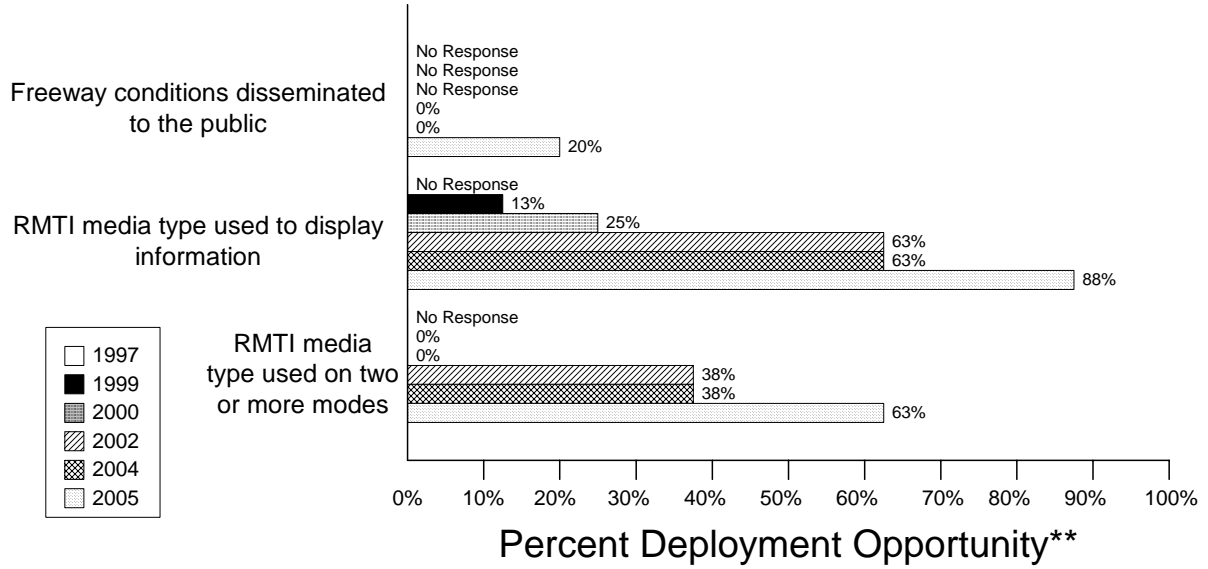 No Response
No Response
No Response
0%
0%
20%
Freeway conditions disseminated
to the public
No Response
13%
25%
63%
63%
88%
RMTI media type used to display
information
No Response
0%
0%
38%
38%
63%
RMTI media
type used on two
or more modes
1997
1999
2000
2002
2004
2005
0% 10% 20% 30% 40% 50% 60% 70% 80% 90% 100%
Percent Deployment Opportunity**